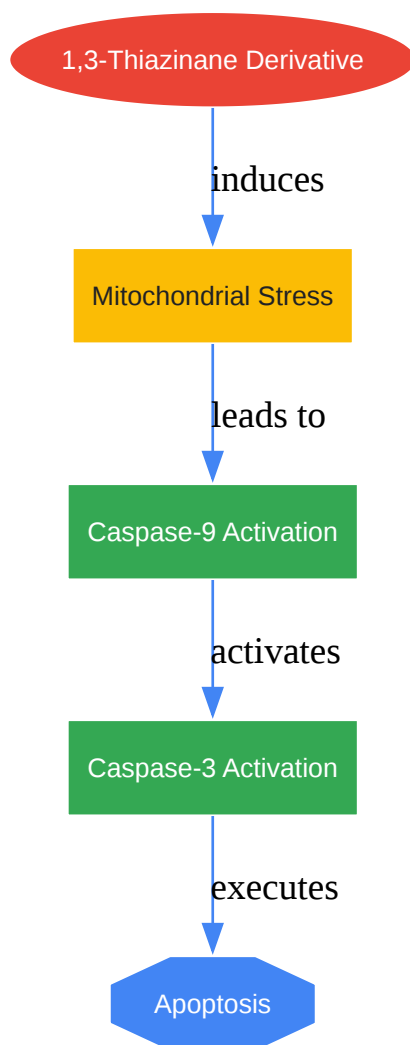 1,3-Thiazinane Derivative
induces
Mitochondrial Stress
leads to
Caspase-9 Activation
activates
Caspase-3 Activation
executes
Apoptosis